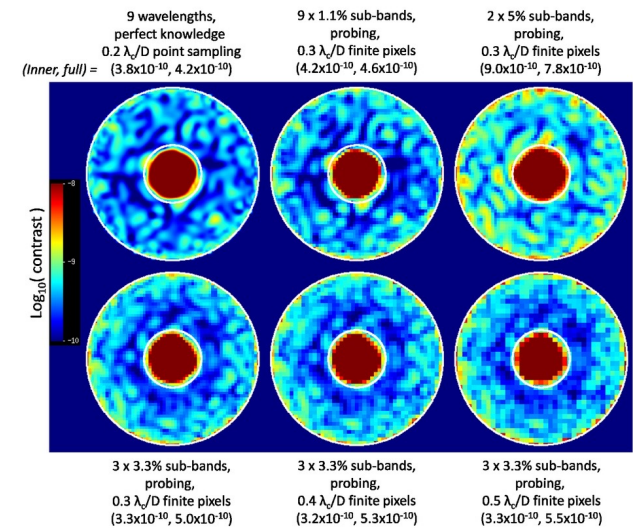 9 wavelengths,
perfect knowledge
0.2 λc/D point sampling
(Inner, full) = (3.8x10-10, 4.2x10-10)
9 x 1.1% sub-bands,
probing,
0.3 λc/D finite pixels
(4.2x10-10, 4.6x10-10)
2 x 5% sub-bands,
probing,
0.3 λc/D finite pixels
(9.0x10-10, 7.8x10-10)
Log10( contrast )
-8
-9
-10
3 x 3.3% sub-bands,
probing,
0.3 λc/D finite pixels
(3.3x10-10, 5.0x10-10)
3 x 3.3% sub-bands,
probing,
0.4 λc/D finite pixels
(3.2x10-10, 5.3x10-10)
3 x 3.3% sub-bands,
probing,
0.5 λc/D finite pixels
(3.3x10-10, 5.5x10-10)